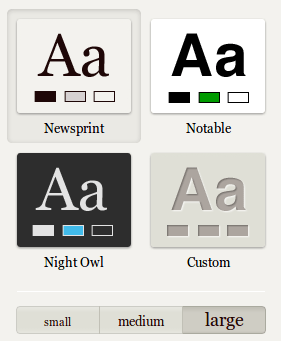 Aa Aa
Newsprint Notable
Aa Aa
Night Owl Custom
small medium large